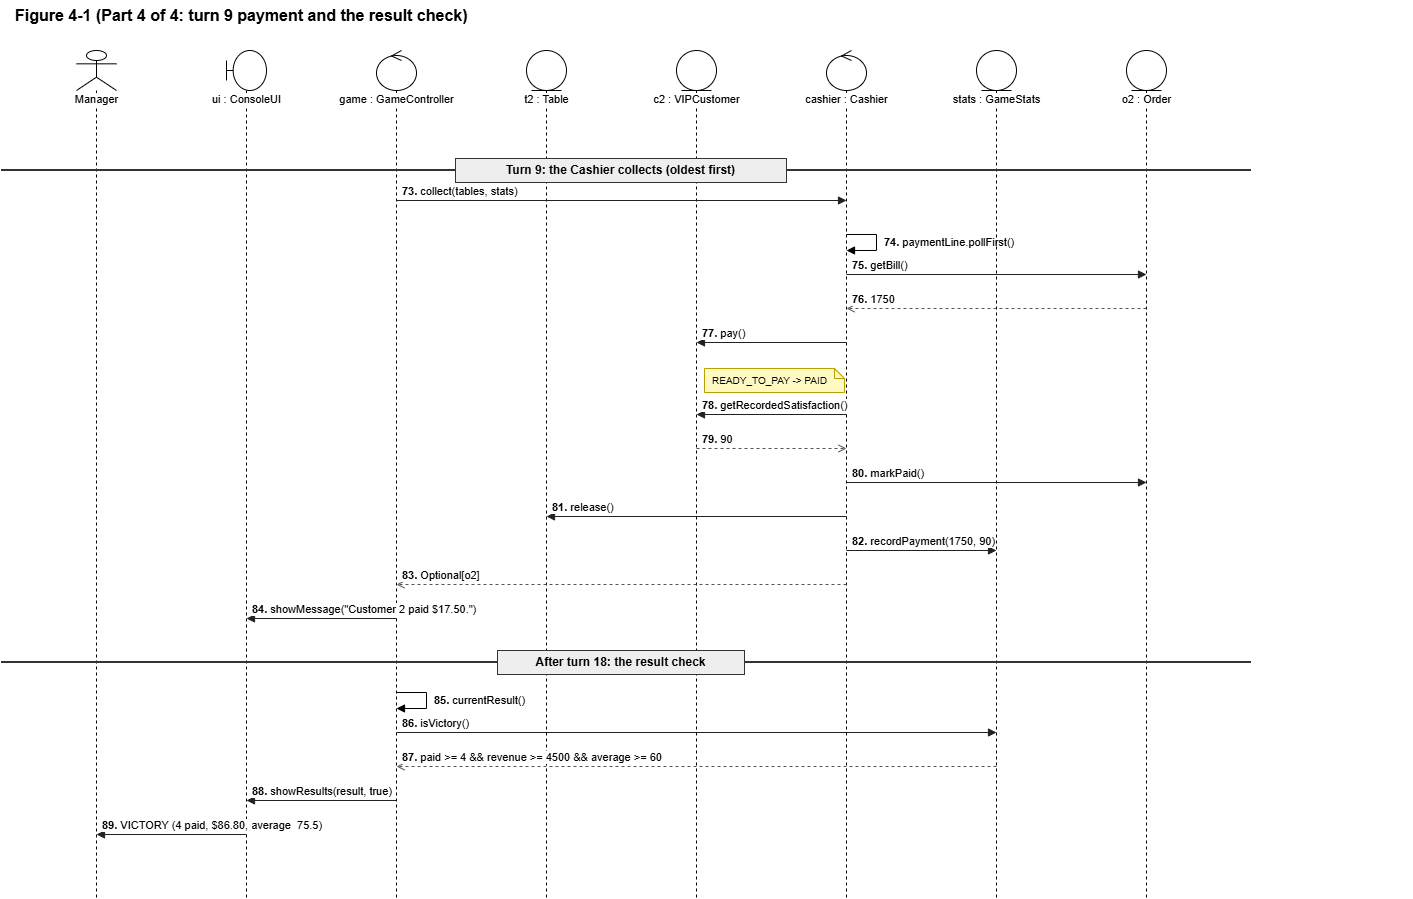 Figure 4-1 (Part 4 of 4: turn 9 payment and the result check)
Manager
ui : ConsoleUI
game : GameController
t2 : Table
c2 : VIPCustomer
cashier : Cashier
stats : GameStats
o2 : Order
Turn 9: the Cashier collects (oldest first)
73. collect(tables, stats)
74. paymentLine.pollFirst()
75. getBill()
76. 1750
77. pay()
READY_TO_PAY -> PAID
78. getRecordedSatisfaction()
79. 90
80. markPaid()
81. release()
82. recordPayment(1750, 90)
83. Optional[o2]
84. showMessage("Customer 2 paid $17.50.")
After turn 18: the result check
85. currentResult()
86. isVictory()
87. paid >= 4 && revenue >= 4500 && average >= 60
88. showResults(result, true)
89. VICTORY (4 paid, $86.80, average  75.5)